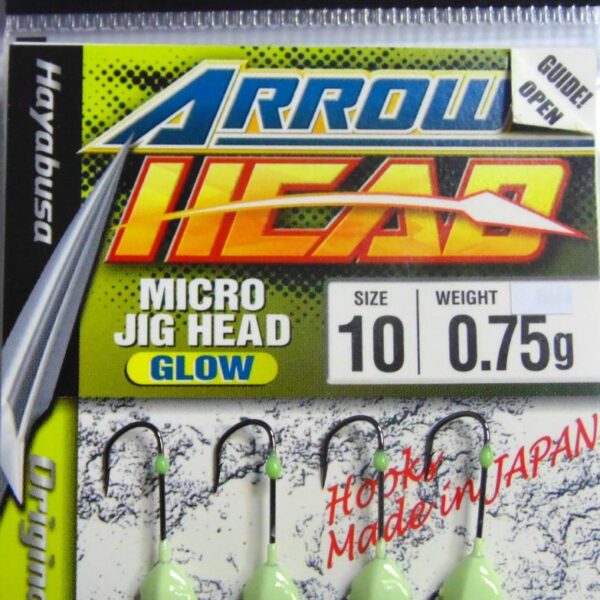 Hayabusa
ARROW
HEAD
GUIDE!
OPEN
MICRO
JIG HEAD
GLOW
SIZE
10
WEIGHT
0.75g
Hooks
Made in JAPAN